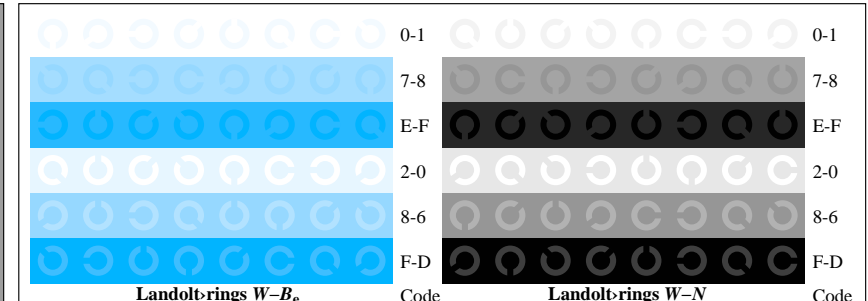 0-1 0-1
7-8 7-8
E-F E-F
2-0 2-0
8-6 8-6
F-D F-D
Landolt›rings W–Be Code Landolt›rings W–N Code